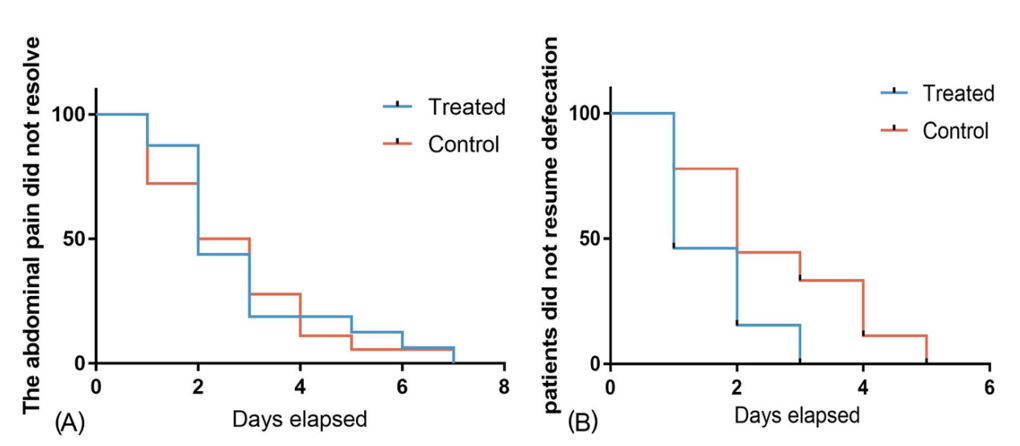 The abdominal pain did not resolve
100
50
0
0 2 4 6 8
Days elapsed
Treated
Control
(A)
patients did not resume defecation
100
50
0
0 2 4 6
Days elapsed
Treated
Control
(B)